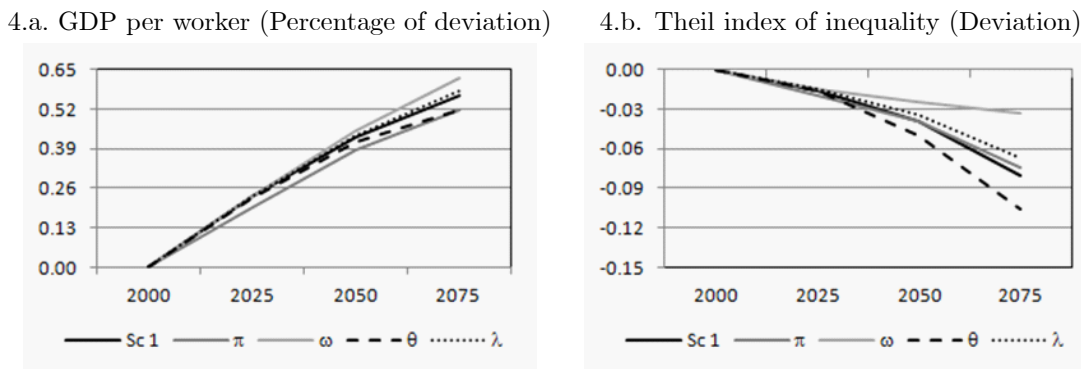 4.a. GDP per worker (Percentage of deviation)
0.65
0.52
0.39
0.26
0.13
0.00
2000 2025 2050 2075
Sc 1 π ω θ λ
4.b. Theil index of inequality (Deviation)
0.00
-0.03
-0.06
-0.09
-0.12
-0.15
2000 2025 2050 2075
Sc 1 π ω θ λ